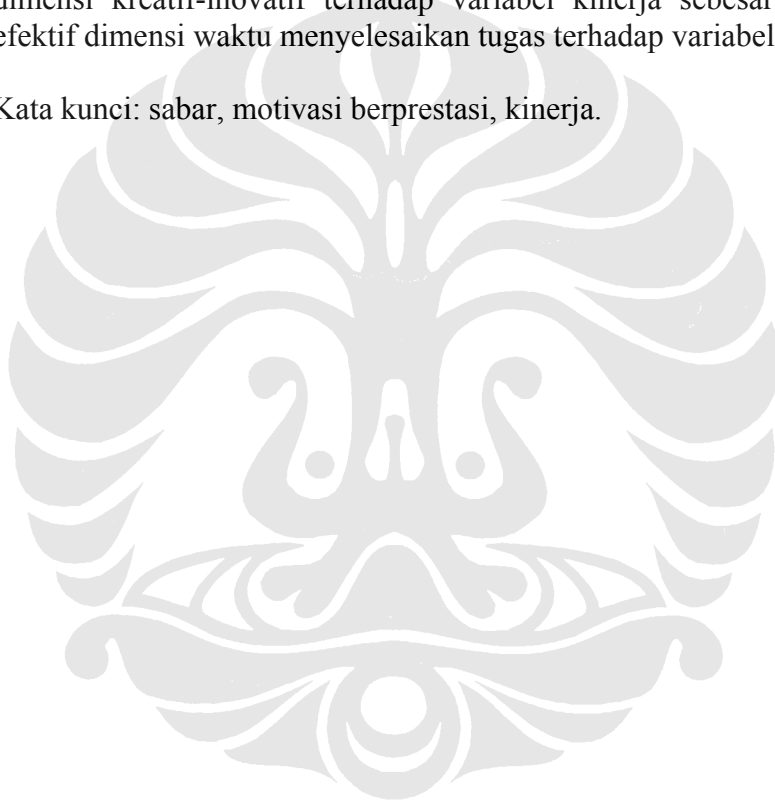 dimensi kreatif-inovatif terhadap variabel kinerja sebesar
efektif dimensi waktu menyelesaikan tugas terhadap variabel
Kata kunci: sabar, motivasi berprestasi, kinerja.